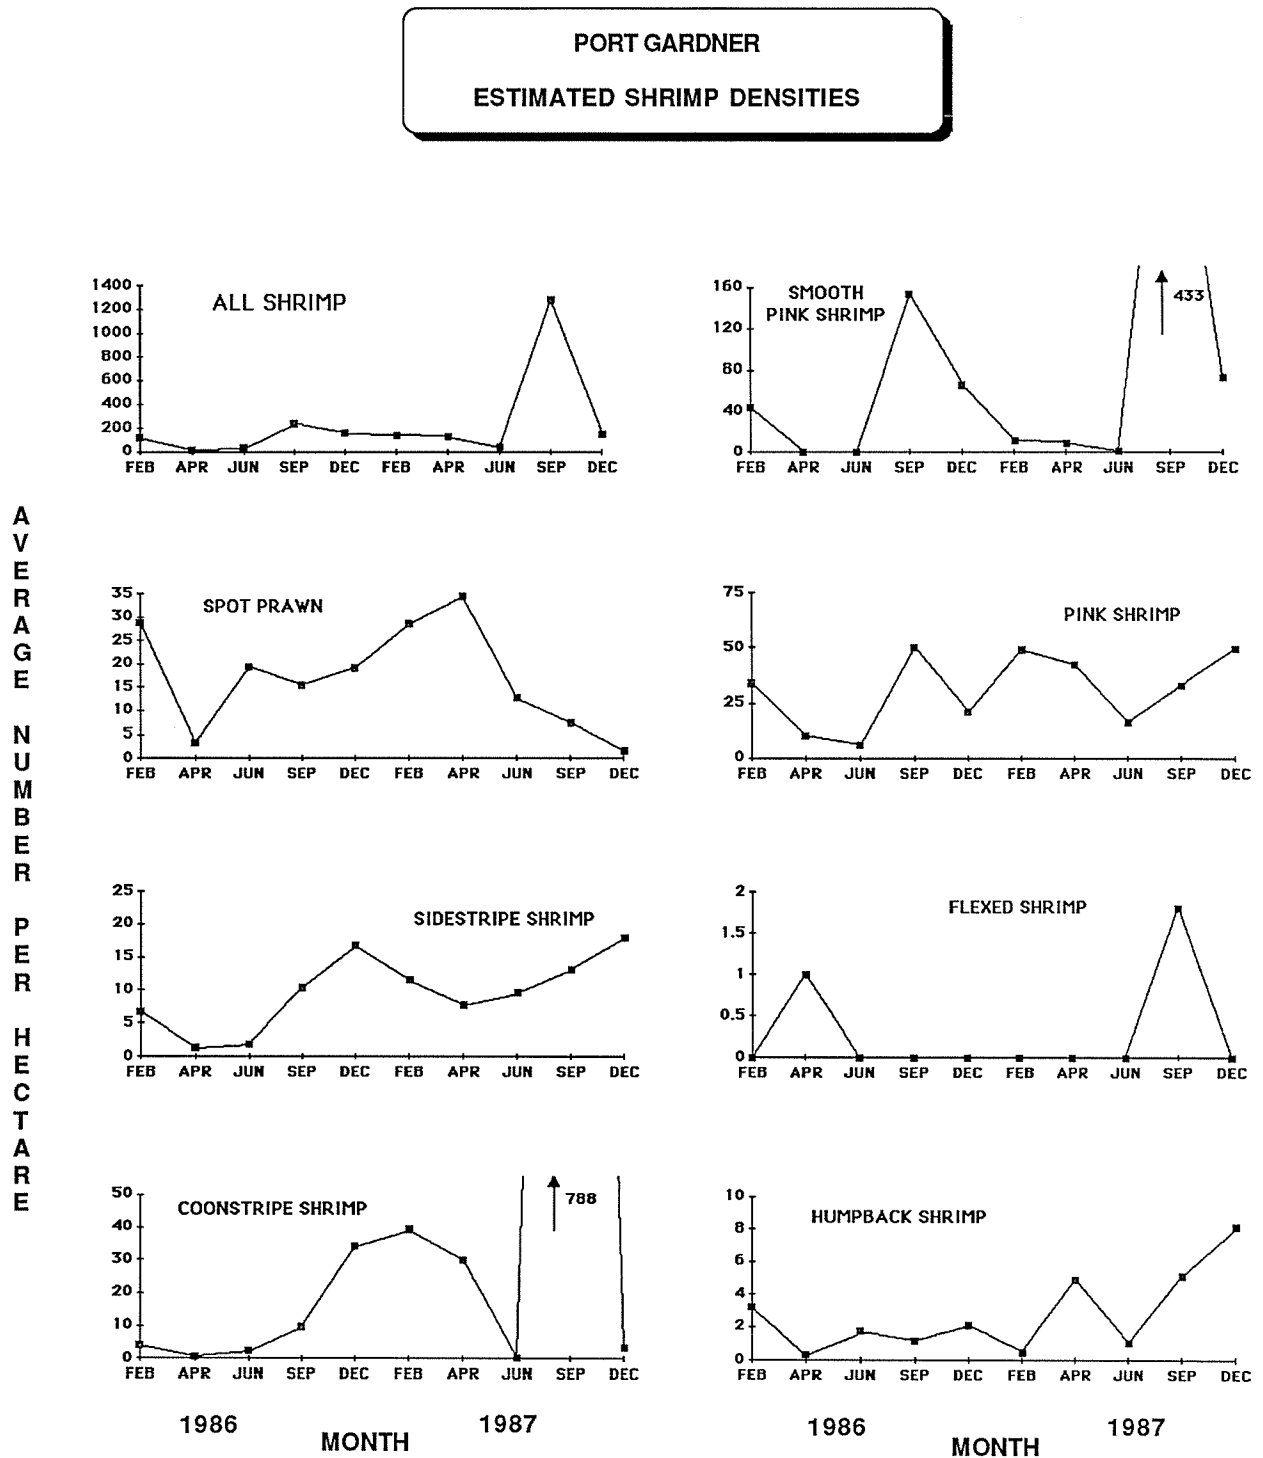 PORT GARDNER
ESTIMATED SHRIMP DENSITIES
AVERAGE NUMBER PER HECTARE
ALL SHRIMP
1400
1200
1000
800
600
400
200
0
FEB APR JUN SEP DEC FEB APR JUN SEP DEC
SMOOTH
PINK SHRIMP
433
160
120
80
40
0
FEB APR JUN SEP DEC FEB APR JUN SEP DEC
SPOT PRAWN
35
30
25
20
15
10
5
0
FEB APR JUN SEP DEC FEB APR JUN SEP DEC
PINK SHRIMP
75
50
25
0
FEB APR JUN SEP DEC FEB APR JUN SEP DEC
SIDESTRIPE SHRIMP
25
20
15
10
5
0
FEB APR JUN SEP DEC FEB APR JUN SEP DEC
FLEXED SHRIMP
2
1.5
1
0.5
0
FEB APR JUN SEP DEC FEB APR JUN SEP DEC
COONSTRIPE SHRIMP
788
50
40
30
20
10
0
FEB APR JUN SEP DEC FEB APR JUN SEP DEC
1986 1987
MONTH
HUMPBACK SHRIMP
10
8
6
4
2
0
FEB APR JUN SEP DEC FEB APR JUN SEP DEC
1986 1987
MONTH